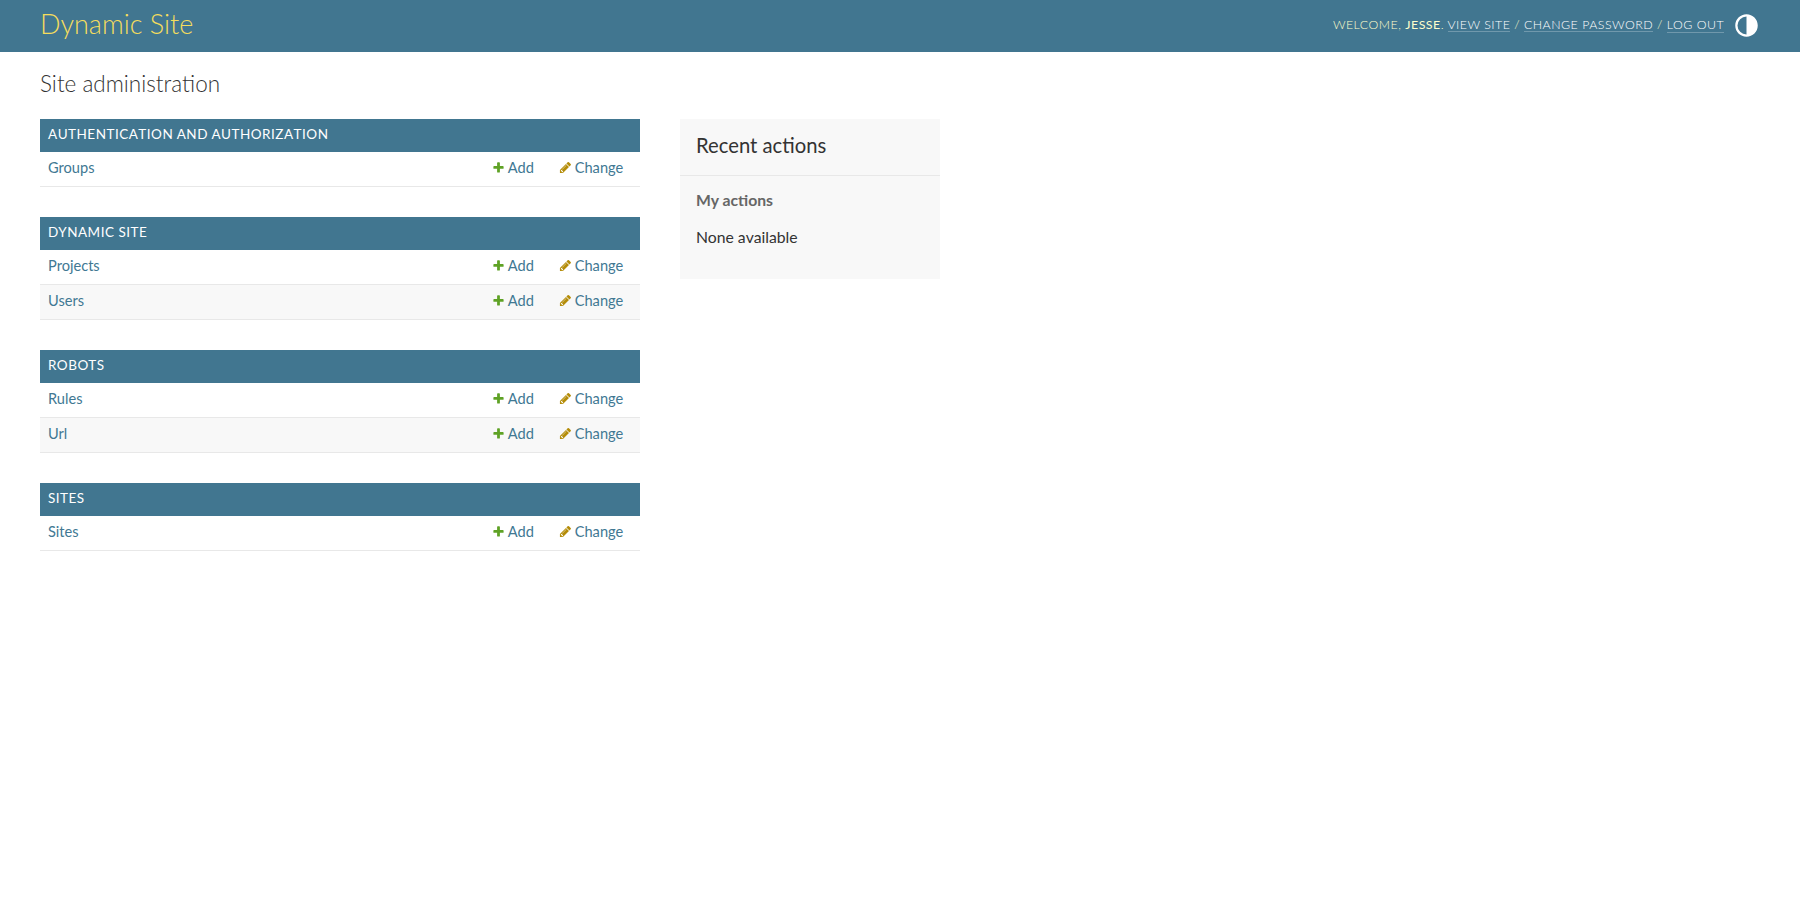 Dynamic Site
WELCOME, JESSE. VIEW SITE / CHANGE PASSWORD / LOG OUT
Site administration
AUTHENTICATION AND AUTHORIZATION
Groups Add Change
DYNAMIC SITE
Projects Add Change
Users Add Change
ROBOTS
Rules Add Change
Url Add Change
SITES
Sites Add Change
Recent actions
My actions
None available